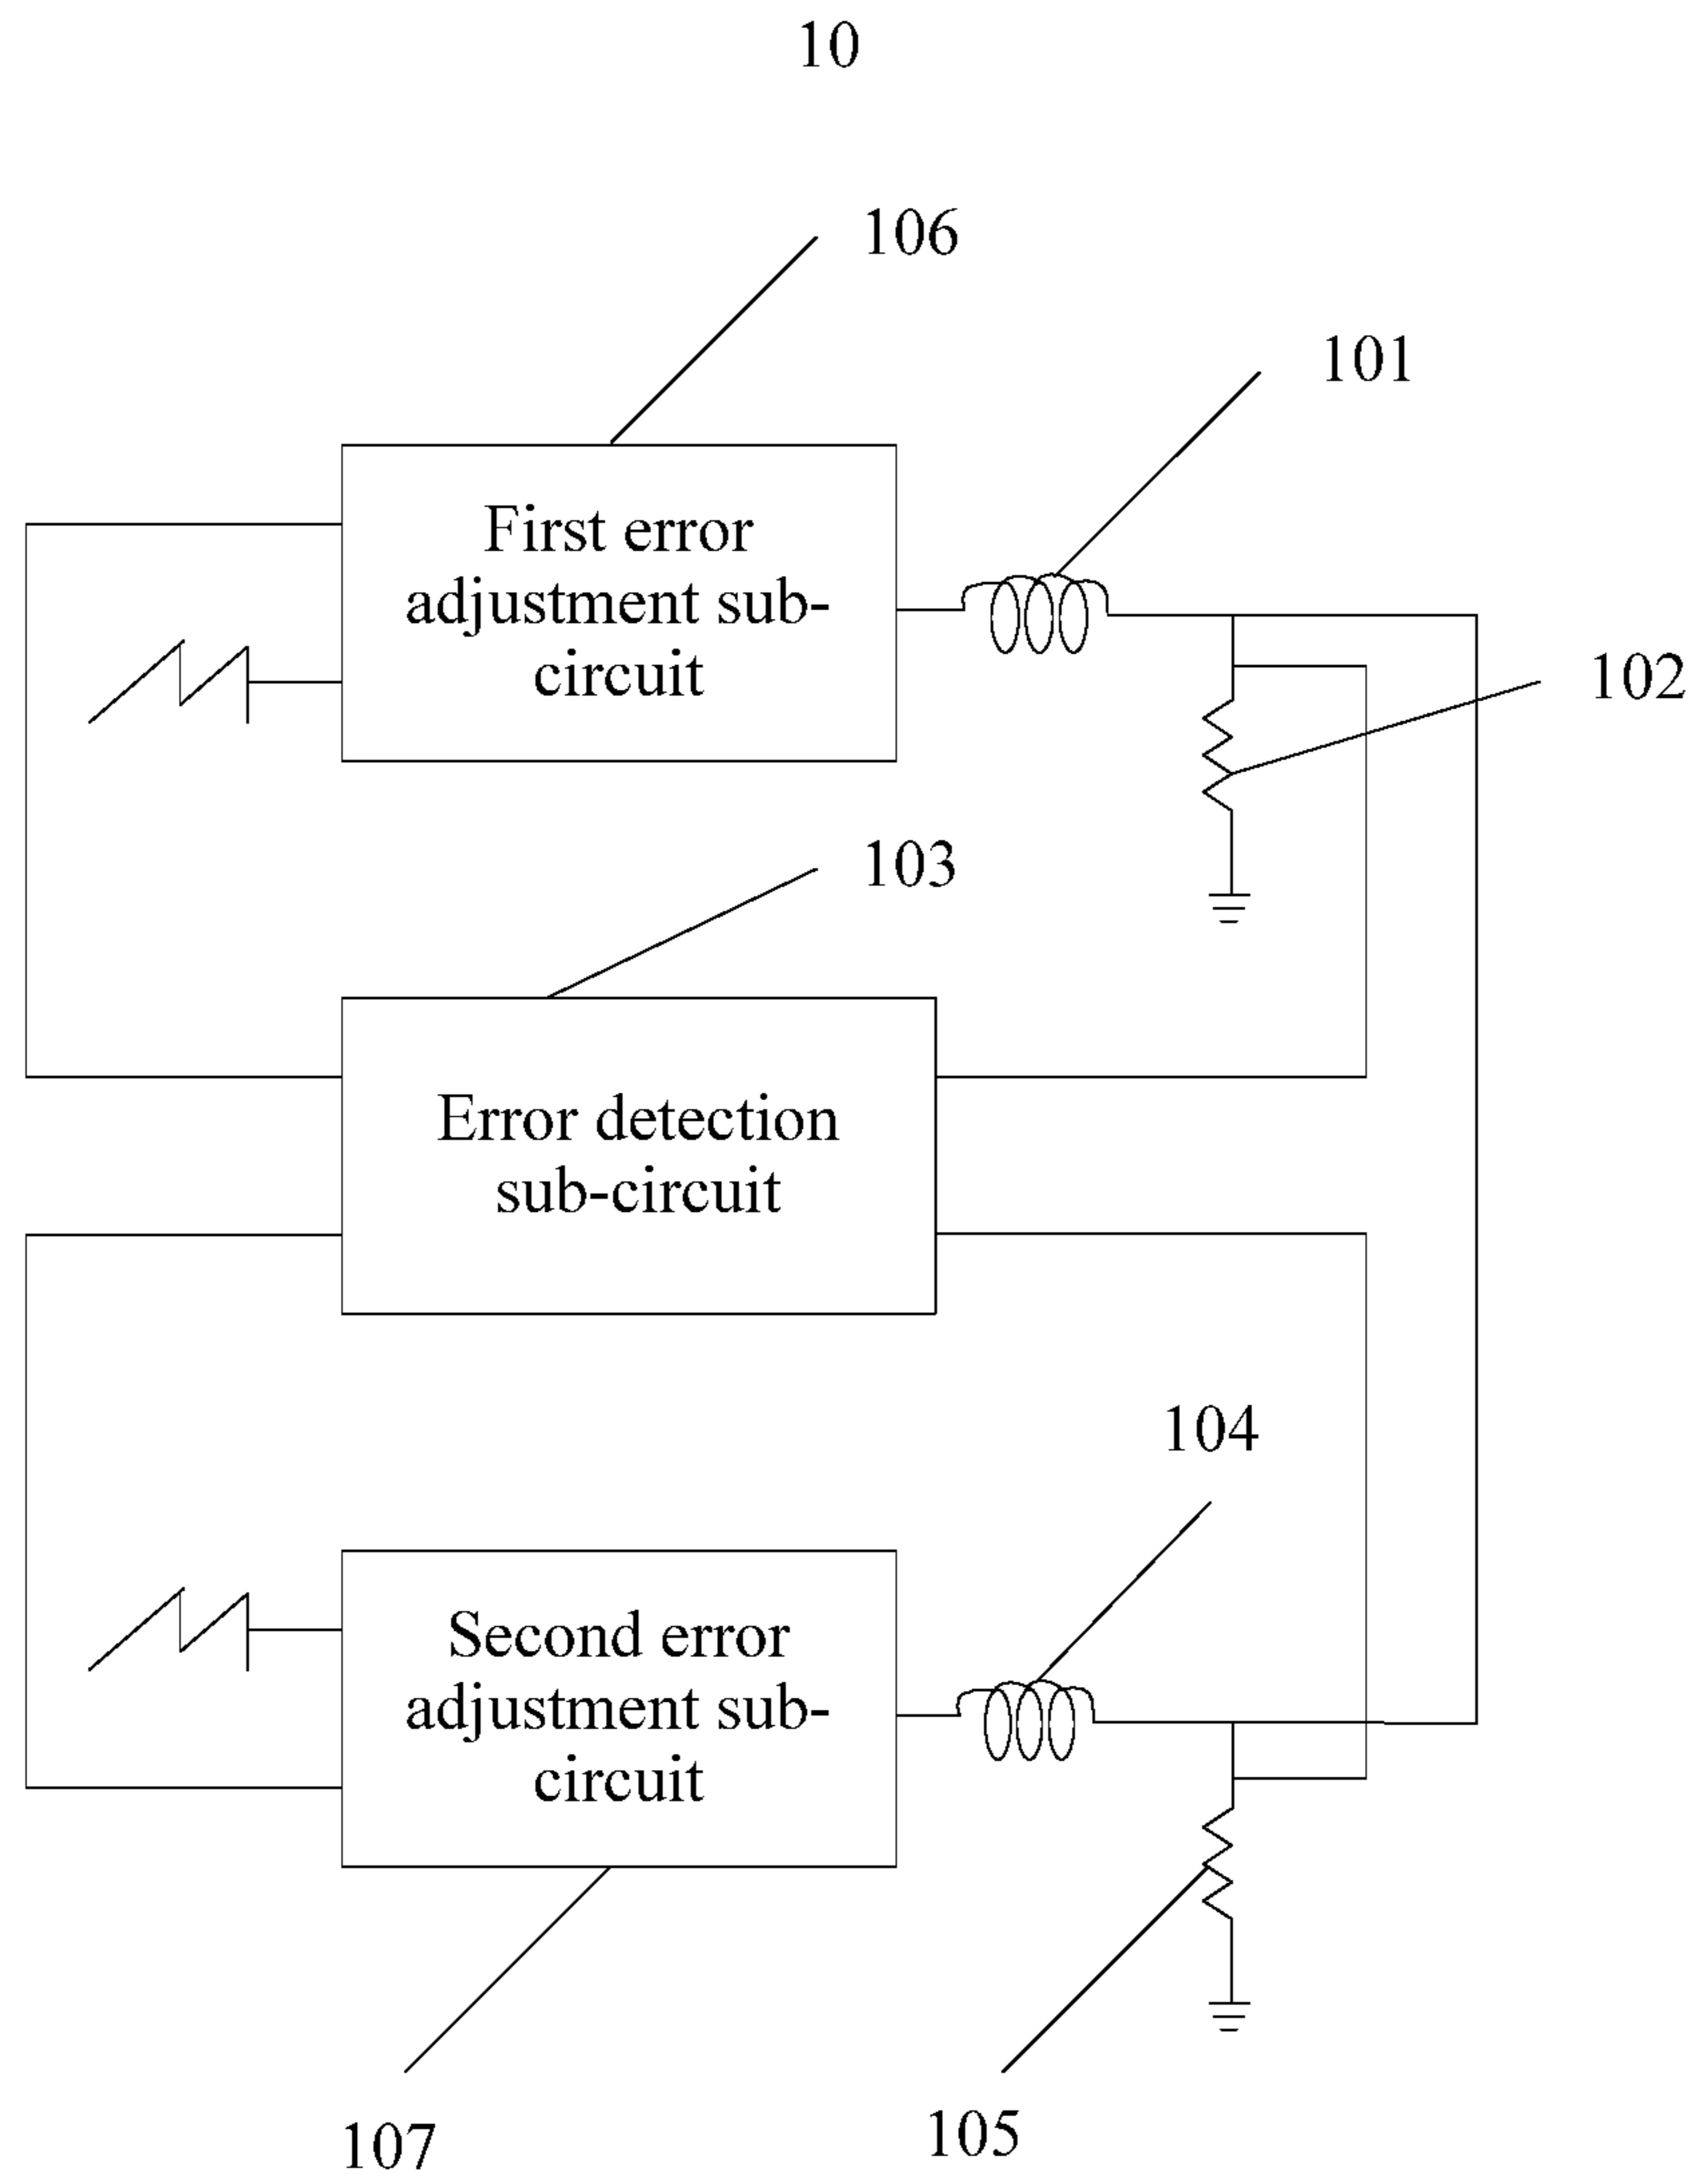 10
106
101
First error
adjustment sub-
circuit
102
103
Error detection
sub-circuit
104
Second error
adjustment sub-
circuit
107
105